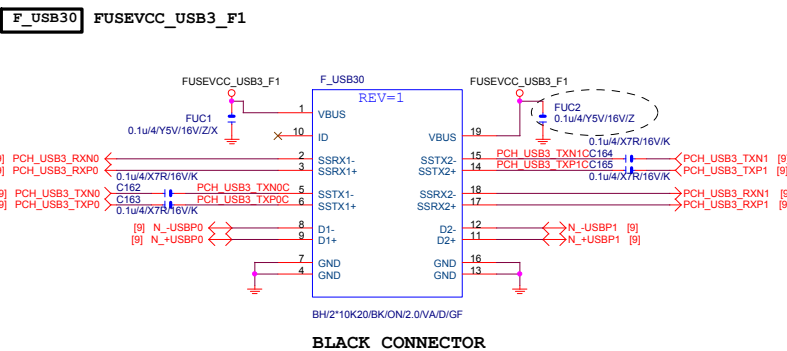 F_USB30 FUSEVCC_USB3_F1
FUSEVCC_USB3_F1 F_USB30 FUSEVCC_USB3_F1
REV=1
FUC1
0.1u/4/Y5V/16V/Z/X
FUC2
0.1u/4/Y5V/16V/Z
1 VBUS
10 ID
VBUS 19
0.1u/4/X7R/16V/K
9] PCH_USB3_RXN0 2 SSRX1-
9] PCH_USB3_RXP0 3 SSRX1+
SSTX2- 15 PCH_USB3_TXN1C C164 PCH_USB3_TXN1 [9]
SSTX2+ 14 PCH_USB3_TXP1C C165 PCH_USB3_TXP1 [9]
0.1u/4/X7R/16V/K
0.1u/4/X7R/16V/K
9] PCH_USB3_TXN0 C162 PCH_USB3_TXN0C 5 SSTX1-
9] PCH_USB3_TXP0 C163 PCH_USB3_TXP0C 6 SSTX1+
0.1u/4/X7R/16V/K
SSRX2- 18 PCH_USB3_RXN1 [9]
SSRX2+ 17 PCH_USB3_RXP1 [9]
[9] N_-USBP0 8 D1-
[9] N_+USBP0 9 D1+
D2- 12 N_-USBP1 [9]
D2+ 11 N_+USBP1 [9]
7 GND
4 GND
GND 16
GND 13
BH/2*10K20/BK/ON/2.0/VA/D/GF
BLACK CONNECTOR